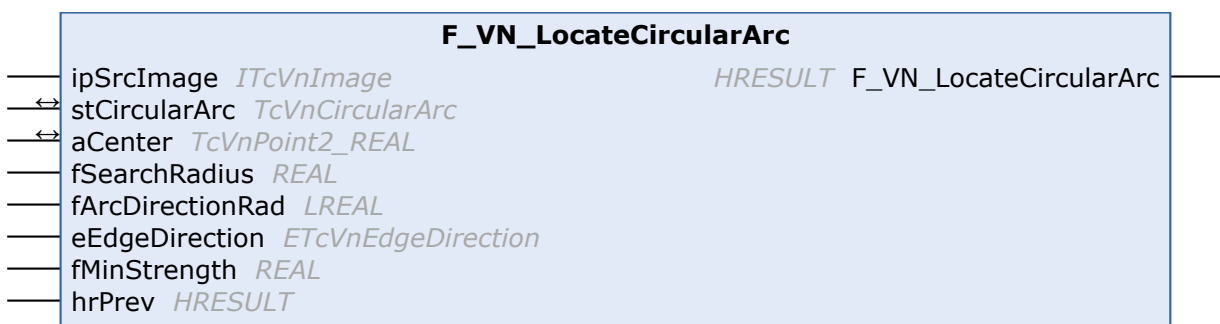 F_VN_LocateCircularArc
ipSrcImage ITcVnImage HRESULT F_VN_LocateCircularArc
stCircularArc TcVnCircularArc
aCenter TcVnPoint2_REAL
fSearchRadius REAL
fArcDirectionRad LREAL
eEdgeDirection ETcVnEdgeDirection
fMinStrength REAL
hrPrev HRESULT